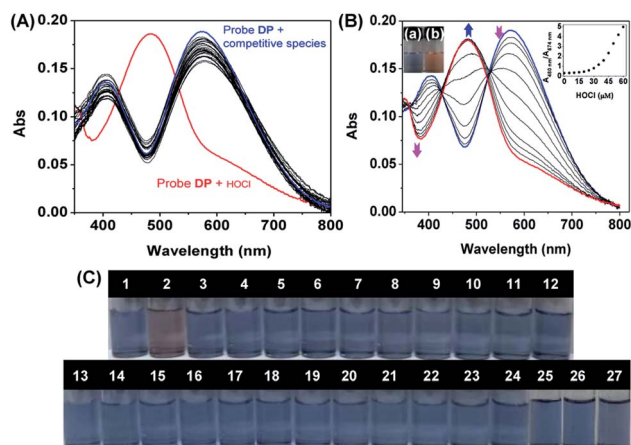 (A)
Probe DP +
competitive species
Probe DP + HOCl
Abs
0.20
0.15
0.10
0.05
0.00
400 500 600 700 800
Wavelength (nm)
(B)
(a) (b)
Abs
0.20
0.15
0.10
0.05
0.00
400 500 600 700 800
Wavelength (nm)
5
4
3
2
1
0
0 15 30 45 60
HOCl (μM)
(C)
1 2 3 4 5 6 7 8 9 10 11 12
13 14 15 16 17 18 19 20 21 22 23 24 25 26 27